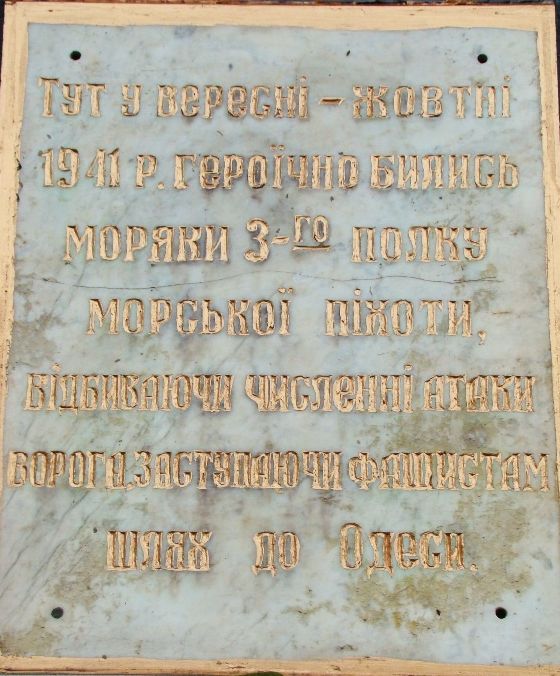 Тут у вересні – жовтні
1941 р. героїчно бились
моряки 3-го полку
морської піхоти,
відбиваючи численні атаки
ворога, заступаючи фашистам
шлях до Одеси.